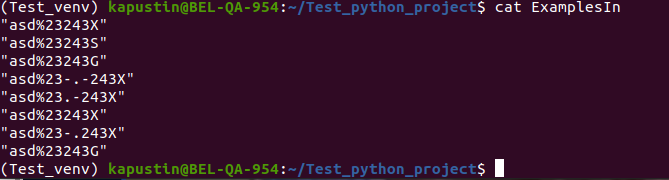 (Test_venv) kapustin@BEL-QA-954:~/Test_python_project$ cat ExamplesIn
"asd%23243X"
"asd%23243S"
"asd%23243G"
"asd%23-.-243X"
"asd%23.-243X"
"asd%23243X"
"asd%23-.243X"
"asd%23243G"
(Test_venv) kapustin@BEL-QA-954:~/Test_python_project$